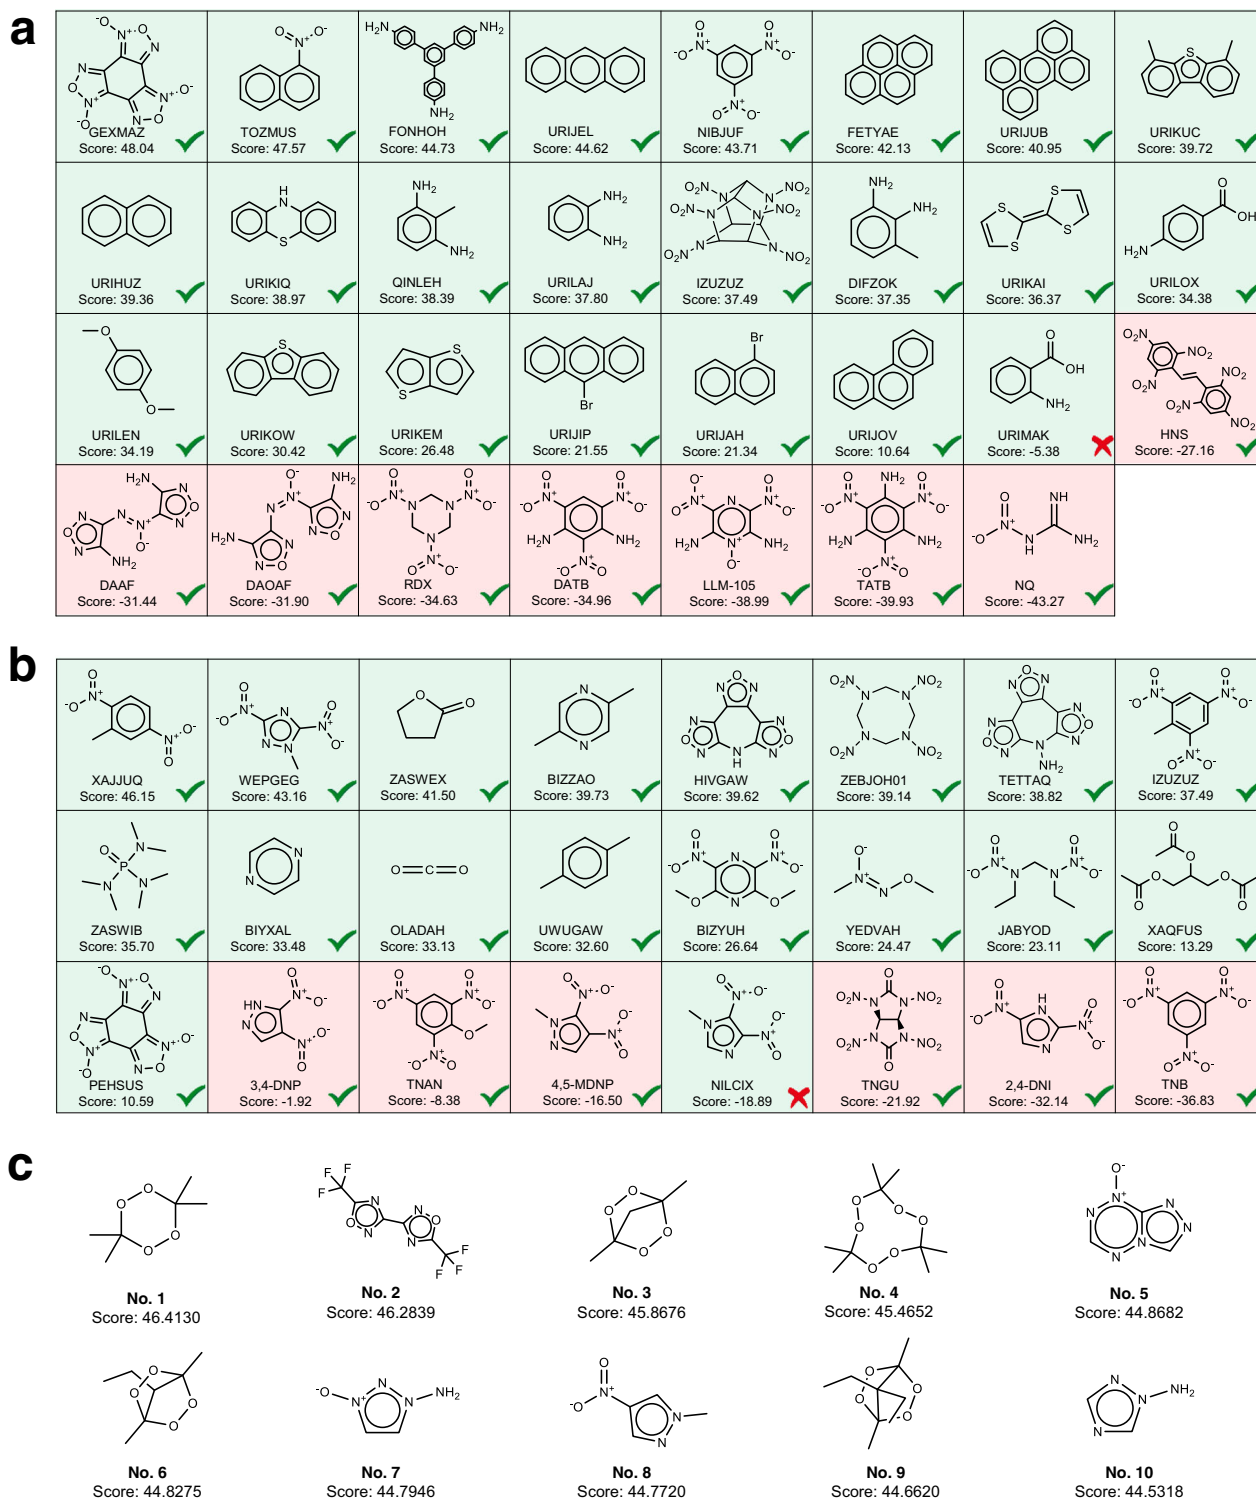 a
GEXMAZ
Score: 48.04
TOZMUS
Score: 47.57
FONHOH
Score: 44.73
URIJEL
Score: 44.62
NIBJUF
Score: 43.71
FETYAE
Score: 42.13
URIJUB
Score: 40.95
URIKUC
Score: 39.72
URIHUZ
Score: 39.36
URIKIQ
Score: 38.97
QINLEH
Score: 38.39
URILAJ
Score: 37.80
IZUZUZ
Score: 37.49
DIFZOK
Score: 37.35
URIKAI
Score: 36.37
URILOX
Score: 34.38
URILEN
Score: 34.19
URIKOW
Score: 30.42
URIKEM
Score: 26.48
URIJIP
Score: 21.55
URIJAH
Score: 21.34
URIJOV
Score: 10.64
URIMAK
Score: -5.38
HNS
Score: -27.16
DAAF
Score: -31.44
DAOAF
Score: -31.90
RDX
Score: -34.63
DATB
Score: -34.96
LLM-105
Score: -38.99
TATB
Score: -39.93
NQ
Score: -43.27
b
XAJJUQ
Score: 46.15
WEPGEG
Score: 43.16
ZASWEX
Score: 41.50
BIZZAO
Score: 39.73
HIVGAW
Score: 39.62
ZEBJOH01
Score: 39.14
TETTAQ
Score: 38.82
IZUZUZ
Score: 37.49
ZASWIB
Score: 35.70
BIYXAL
Score: 33.48
OLADAH
Score: 33.13
UWUGAW
Score: 32.60
BIZYUH
Score: 26.64
YEDVAH
Score: 24.47
JABYOD
Score: 23.11
XAQFUS
Score: 13.29
PEHSUS
Score: 10.59
3,4-DNP
Score: -1.92
TNAN
Score: -8.38
4,5-MDNP
Score: -16.50
NILCIX
Score: -18.89
TNGU
Score: -21.92
2,4-DNI
Score: -32.14
TNB
Score: -36.83
c
No. 1
Score: 46.4130
No. 2
Score: 46.2839
No. 3
Score: 45.8676
No. 4
Score: 45.4652
No. 5
Score: 44.8682
No. 6
Score: 44.8275
No. 7
Score: 44.7946
No. 8
Score: 44.7720
No. 9
Score: 44.6620
No. 10
Score: 44.5318